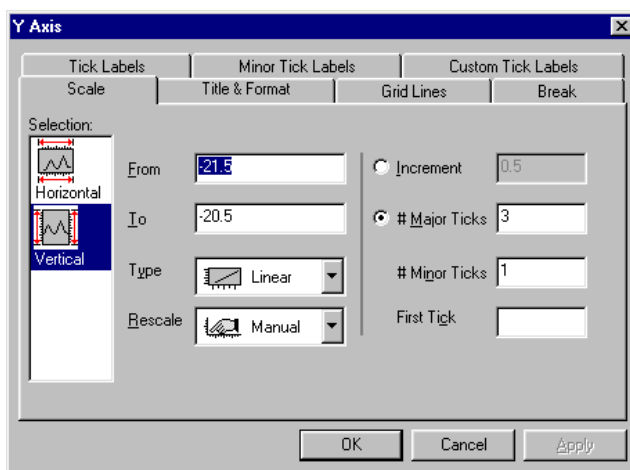 Y Axis
Tick Labels
Minor Tick Labels
Custom Tick Labels
Scale
Title & Format
Grid Lines
Break
Selection:
Horizontal
Vertical
From
-21.5
To
-20.5
Type
Linear
Rescale
Manual
Increment
0.5
# Major Ticks
3
# Minor Ticks
1
First Tick
OK
Cancel
Apply